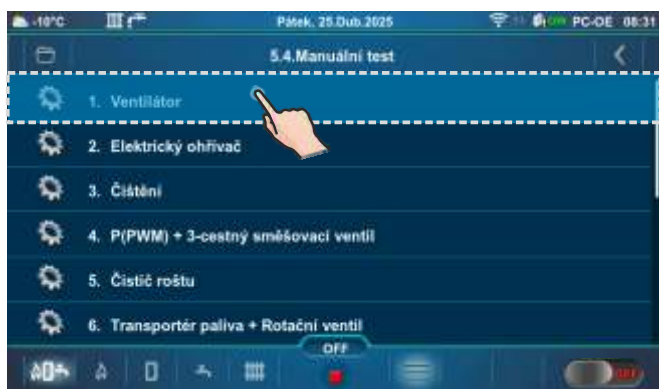 -10°C Pátek, 25.Dub.2025 ON PC-OE 08:31
5.4.Manuální test
1. Ventilátor
2. Elektrický ohřívač
3. Čištění
4. P(PWM) + 3-cestný směšovací ventil
5. Čistič roštu
6. Transportér paliva + Rotační ventil
OFF
OFF